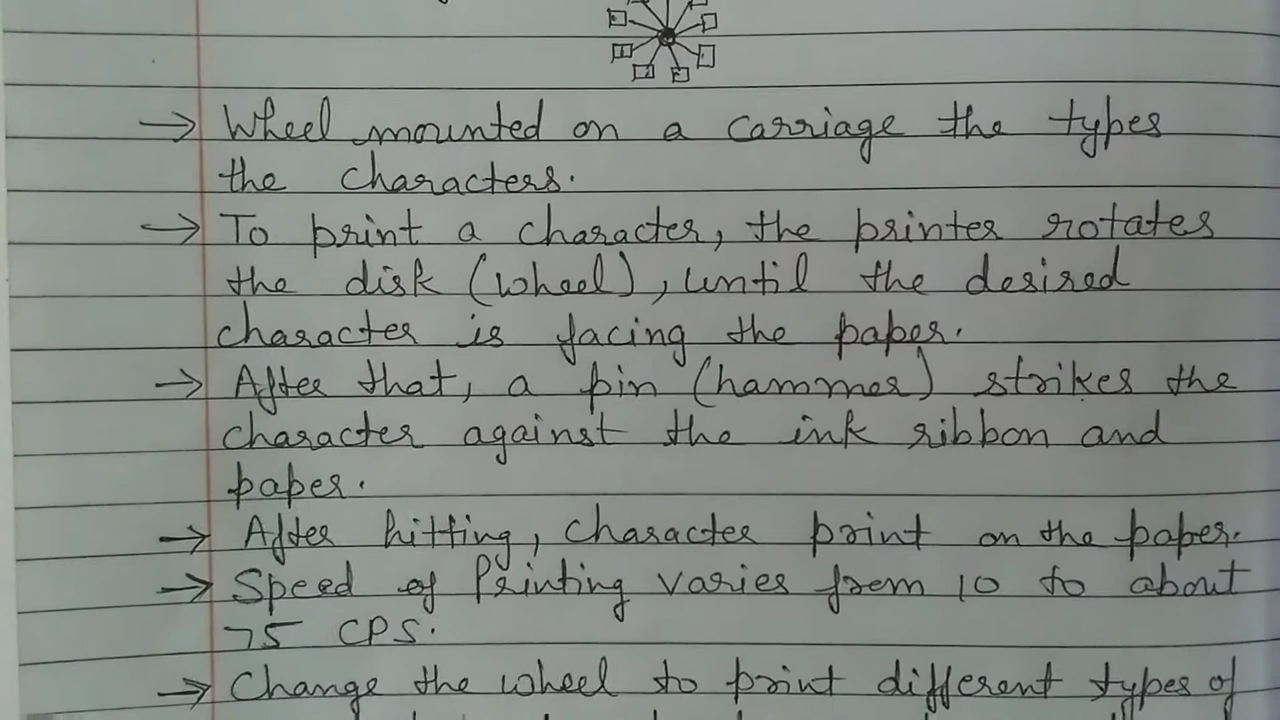 → Wheel mounted on a carriage the types
the characters.
→ To print a character, the printer rotates
the disk (wheel), until the desired
character is facing the paper.
→ After that, a pin (hammer) strikes the
character against the ink ribbon and
paper.
→ After hitting, character print on the paper.
→ Speed of Printing varies from 10 to about
75 CPS.
→ Change the wheel to print different types of